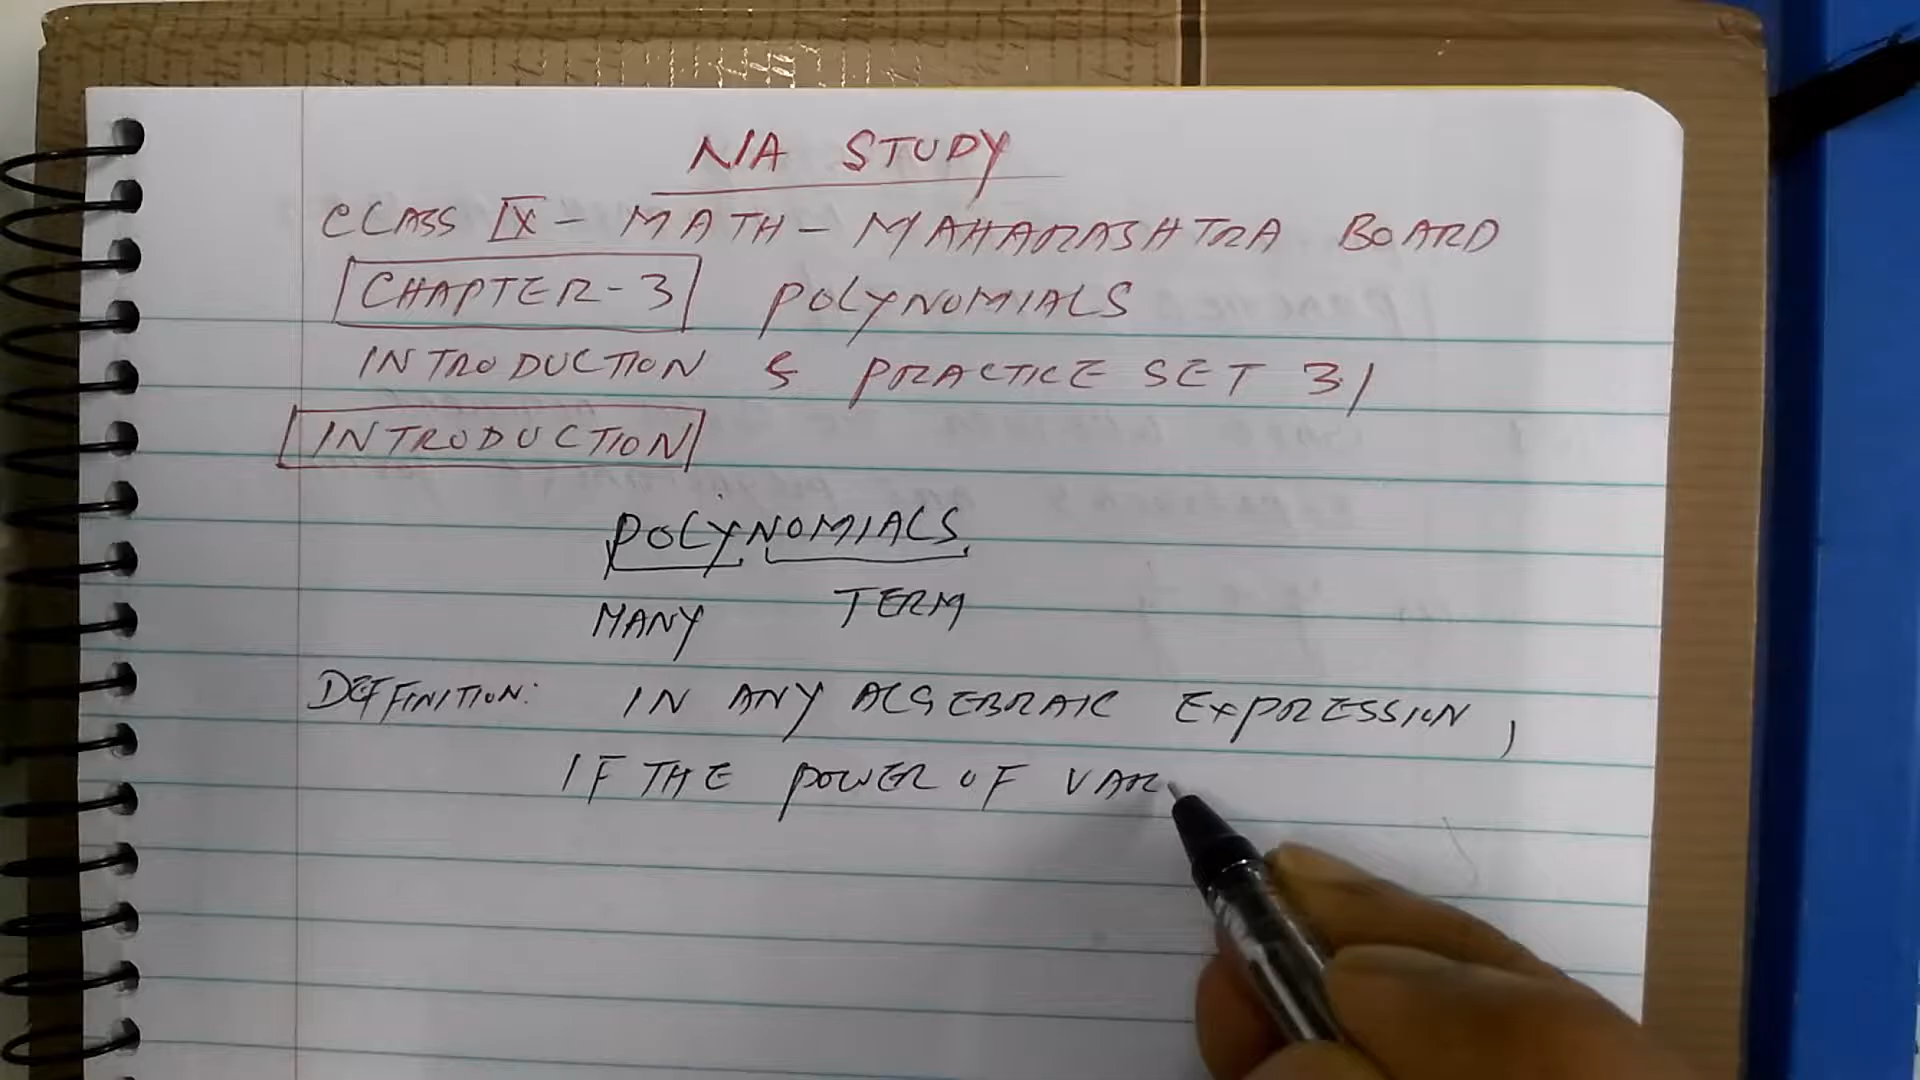 N/A STUDY
CLASS IX - MATH - MAHARASHTRA BOARD
CHAPTER-3 POLYNOMIALS
INTRODUCTION & PRACTICE SET 3.1
INTRODUCTION
POLYNOMIALS
MANY TERM
DEFFINITION: IN ANY ALGEBRAIC EXPRESSION,
IF THE POWER OF VAR